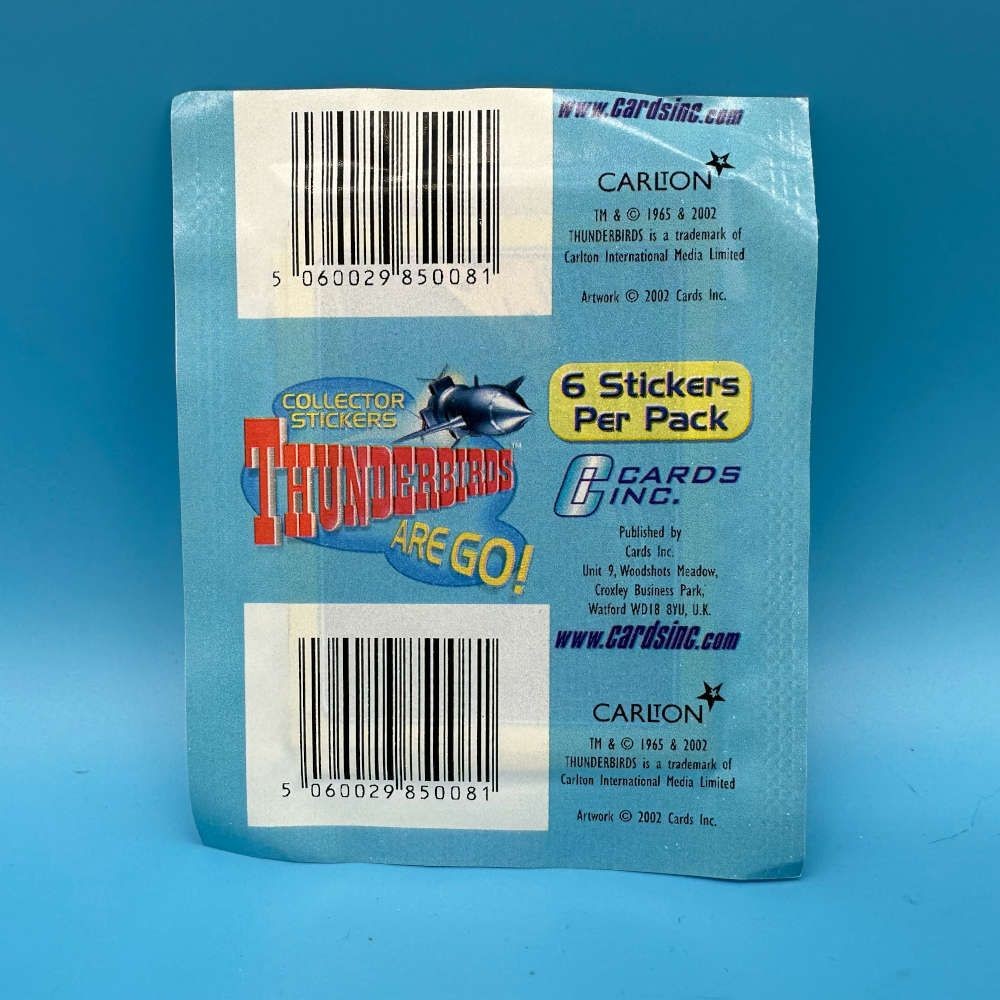 5 060029 850081
www.cardsinc.com
CARLTON
TM & © 1965 & 2002
THUNDERBIRDS is a trademark of
Carlton International Media Limited
Artwork © 2002 Cards Inc.
COLLECTOR
STICKERS
THUNDERBIRDS™
ARE GO!
6 Stickers
Per Pack
CARDS
INC.
Published by
Cards Inc.
Unit 9, Woodshots Meadow,
Croxley Business Park,
Watford WD18 8YU, U.K.
www.cardsinc.com
5 060029 850081
CARLTON
TM & © 1965 & 2002
THUNDERBIRDS is a trademark of
Carlton International Media Limited
Artwork © 2002 Cards Inc.